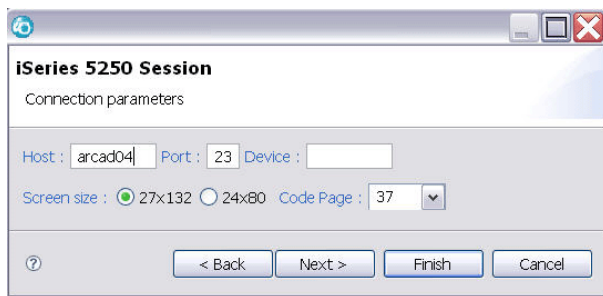 iSeries 5250 Session
Connection parameters
Host : arcad04 Port : 23 Device :
Screen size : 27x132 24x80 Code Page : 37
? < Back Next > Finish Cancel